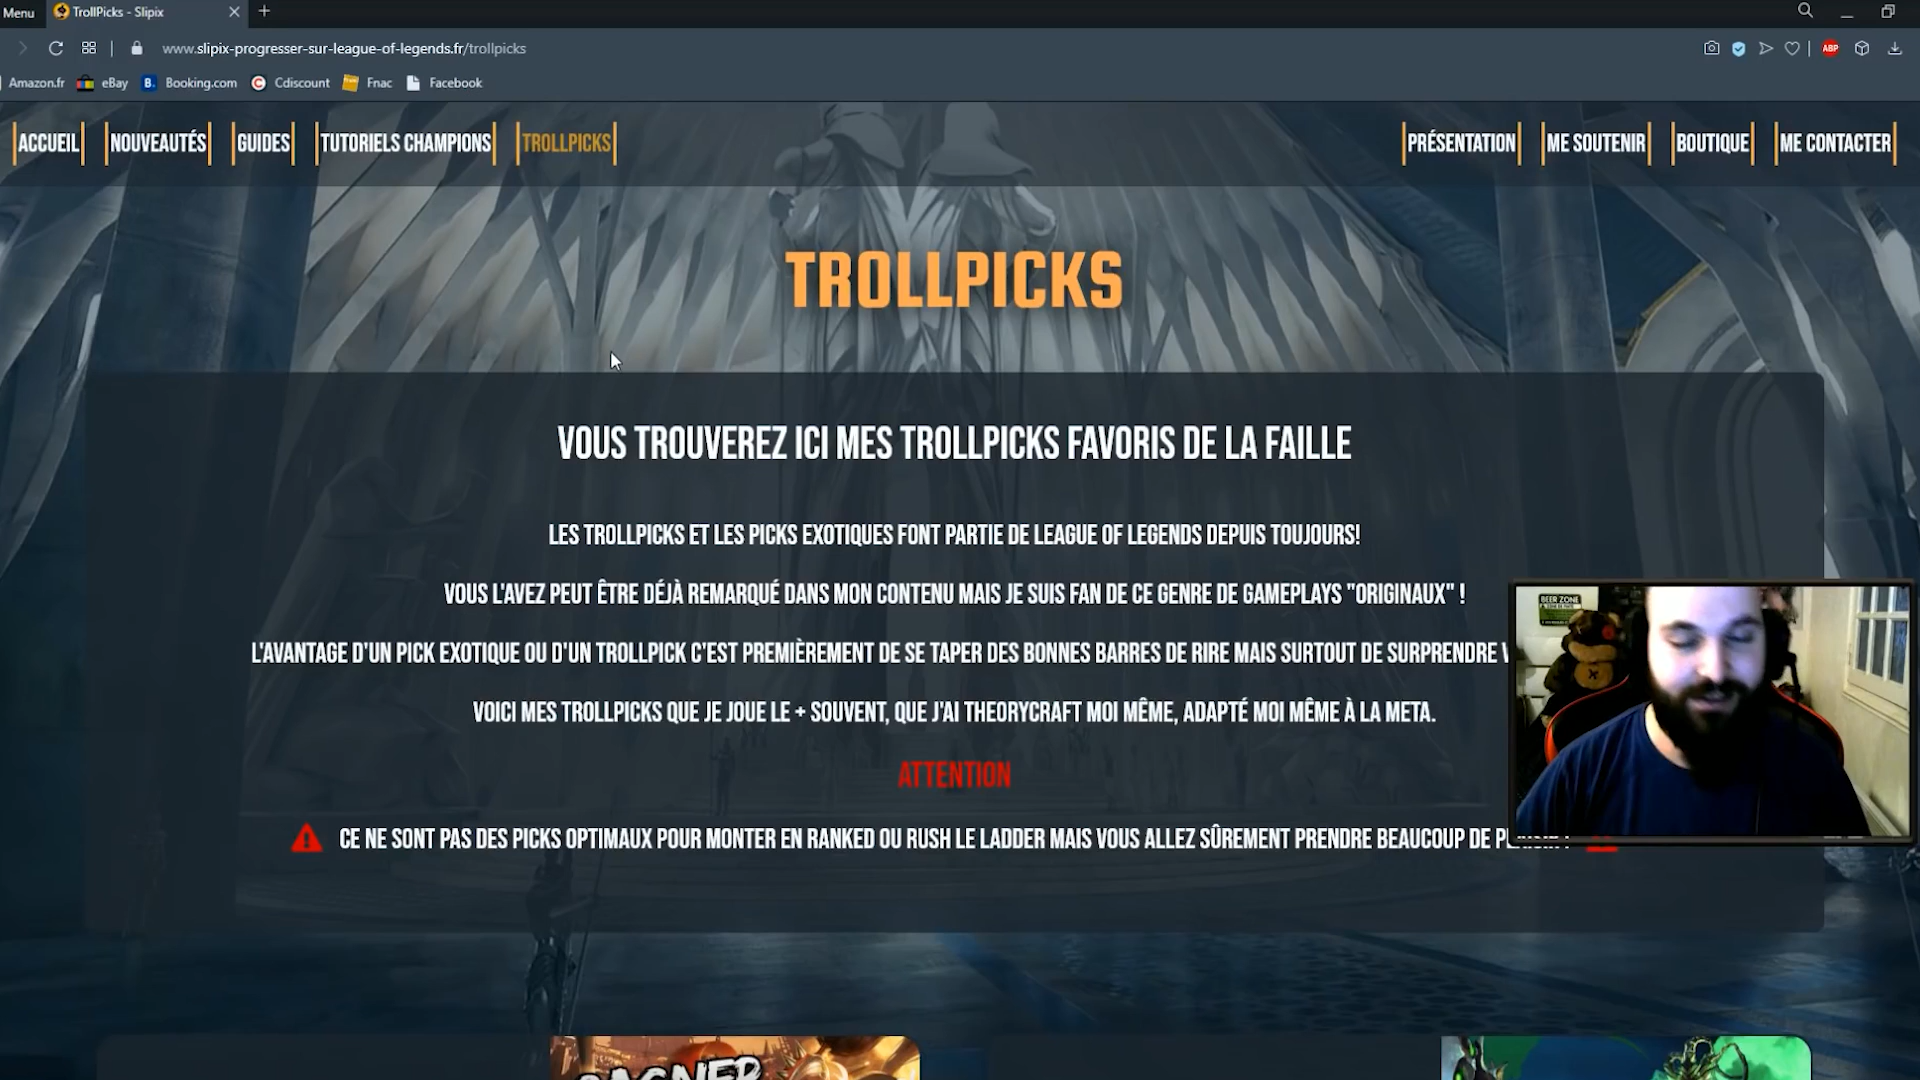 Menu
TrollPicks - Slipix
www.slipix-progresser-sur-league-of-legends.fr/trollpicks
ABP
Amazon.fr
eBay
B.
Booking.com
Cdiscount
Fnac
Facebook
ACCUEIL
NOUVEAUTÉS
GUIDES
TUTORIELS CHAMPIONS
TROLLPICKS
PRÉSENTATION
ME SOUTENIR
BOUTIQUE
ME CONTACTER
TROLLPICKS
VOUS TROUVEREZ ICI MES TROLLPICKS FAVORIS DE LA FAILLE
LES TROLLPICKS ET LES PICKS EXOTIQUES FONT PARTIE DE LEAGUE OF LEGENDS DEPUIS TOUJOURS!
VOUS L'AVEZ PEUT ÊTRE DÉJÀ REMARQUÉ DANS MON CONTENU MAIS JE SUIS FAN DE CE GENRE DE GAMEPLAYS "ORIGINAUX" !
L'AVANTAGE D'UN PICK EXOTIQUE OU D'UN TROLLPICK C'EST PREMIÈREMENT DE SE TAPER DES BONNES BARRES DE RIRE MAIS SURTOUT DE SURPRENDRE
VOICI MES TROLLPICKS QUE JE JOUE LE + SOUVENT, QUE J'AI THEORYCRAFT MOI MÊME, ADAPTÉ MOI MÊME À LA META.
ATTENTION
CE NE SONT PAS DES PICKS OPTIMAUX POUR MONTER EN RANKED OU RUSH LE LADDER MAIS VOUS ALLEZ SÛREMENT PRENDRE BEAUCOUP DE
BEER ZONE
GAGNER